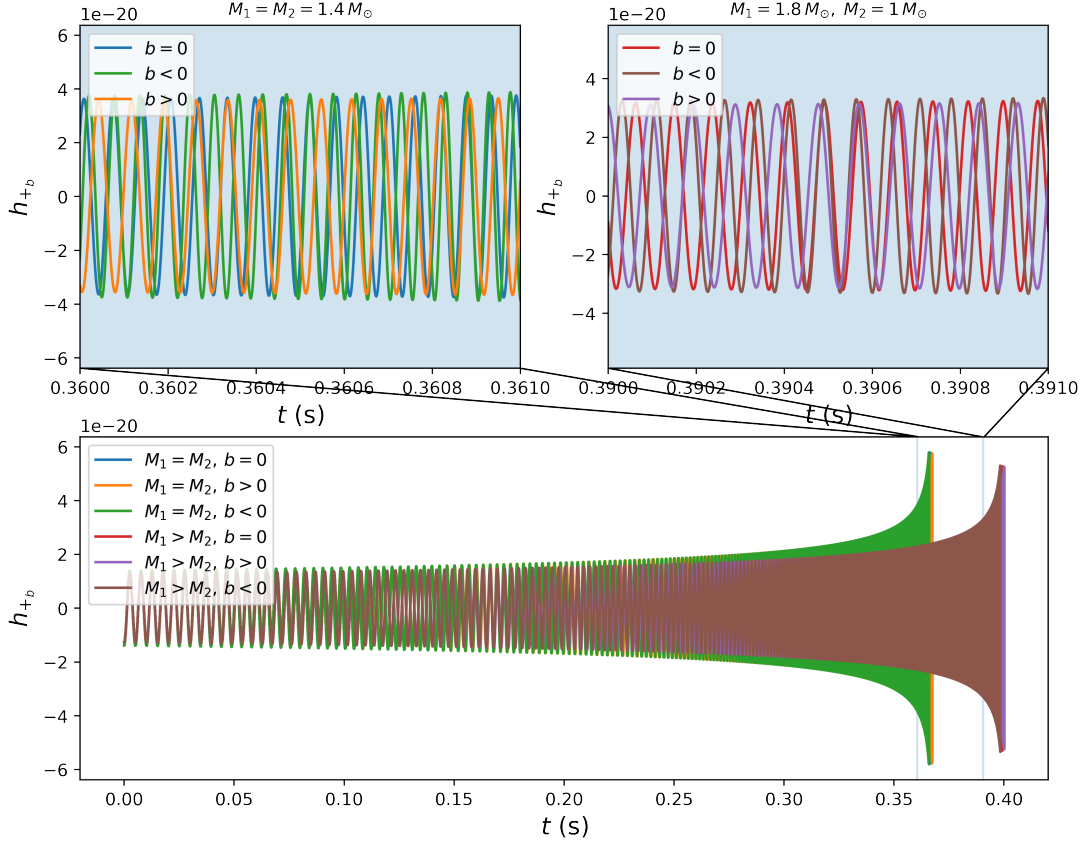 M₁ = M₂ = 1.4 M⊙
1e−20
6
4
2
0
−2
−4
−6
h₊b
b = 0
b < 0
b > 0
0.3600 0.3602 0.3604 0.3606 0.3608 0.3610
t (s)
M₁ = 1.8 M⊙, M₂ = 1 M⊙
1e−20
4
2
0
−2
−4
h₊b
b = 0
b < 0
b > 0
0.3900 0.3902 0.3904 0.3906 0.3908 0.3910
t (s)
1e−20
6
4
2
0
−2
−4
−6
h₊b
M₁ = M₂, b = 0
M₁ = M₂, b > 0
M₁ = M₂, b < 0
M₁ > M₂, b = 0
M₁ > M₂, b > 0
M₁ > M₂, b < 0
0.00 0.05 0.10 0.15 0.20 0.25 0.30 0.35 0.40
t (s)